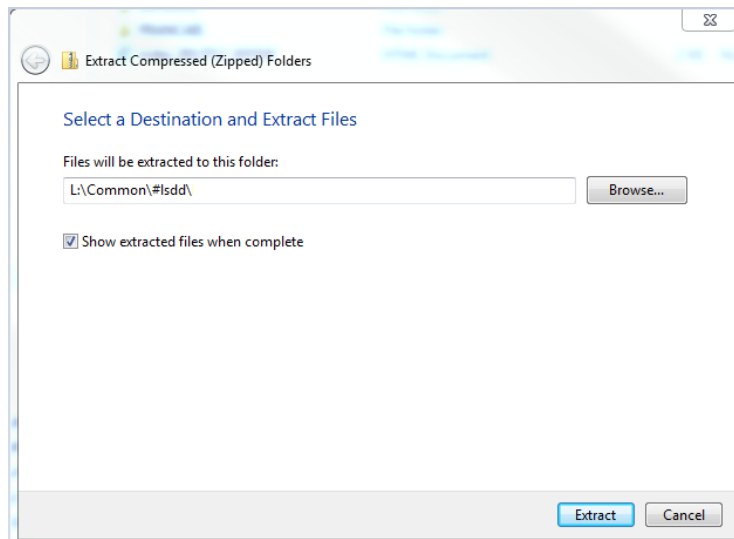 Extract Compressed (Zipped) Folders
Select a Destination and Extract Files
Files will be extracted to this folder:
L:\Common\#lsdd\
Browse...
Show extracted files when complete
Extract
Cancel